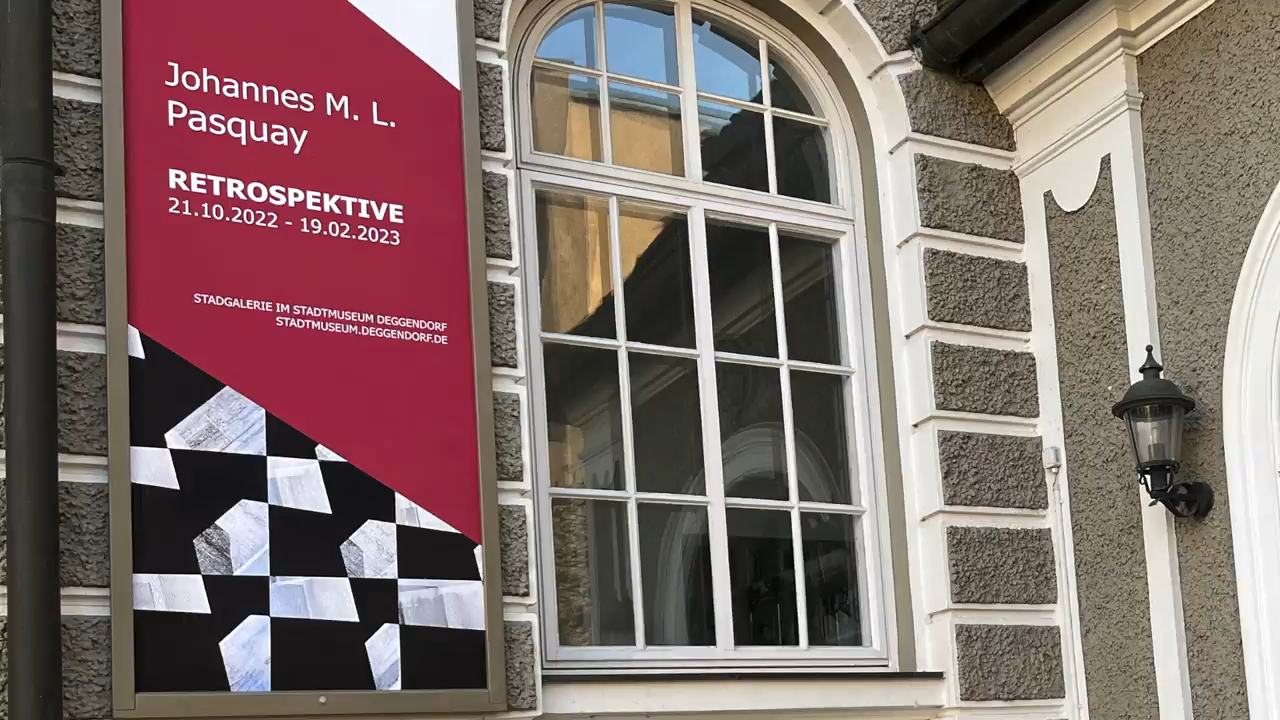 Johannes M. L.
Pasquay
RETROSPEKTIVE
21.10.2022 - 19.02.2023
STADGALERIE IM STADTMUSEUM DEGGENDORF
STADTMUSEUM.DEGGENDORF.DE